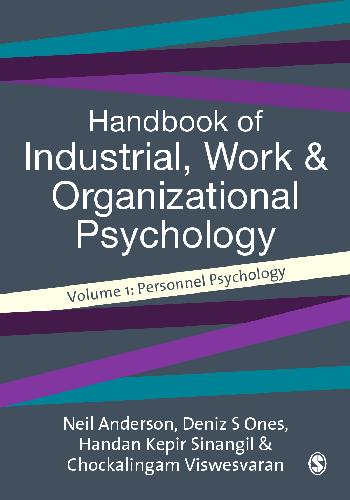 Handbook of
Industrial, Work &
Organizational
Psychology
Volume 1: Personnel Psychology
Neil Anderson, Deniz S Ones,
Handan Kepir Sinangil &
Chockalingam Viswesvaran
S